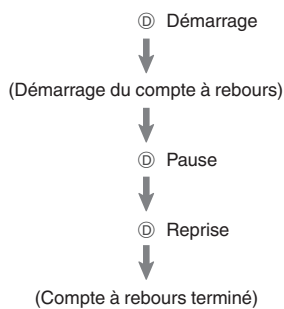 Ⓓ Démarrage
(Démarrage du compte à rebours)
Ⓓ Pause
Ⓓ Reprise
(Compte à rebours terminé)